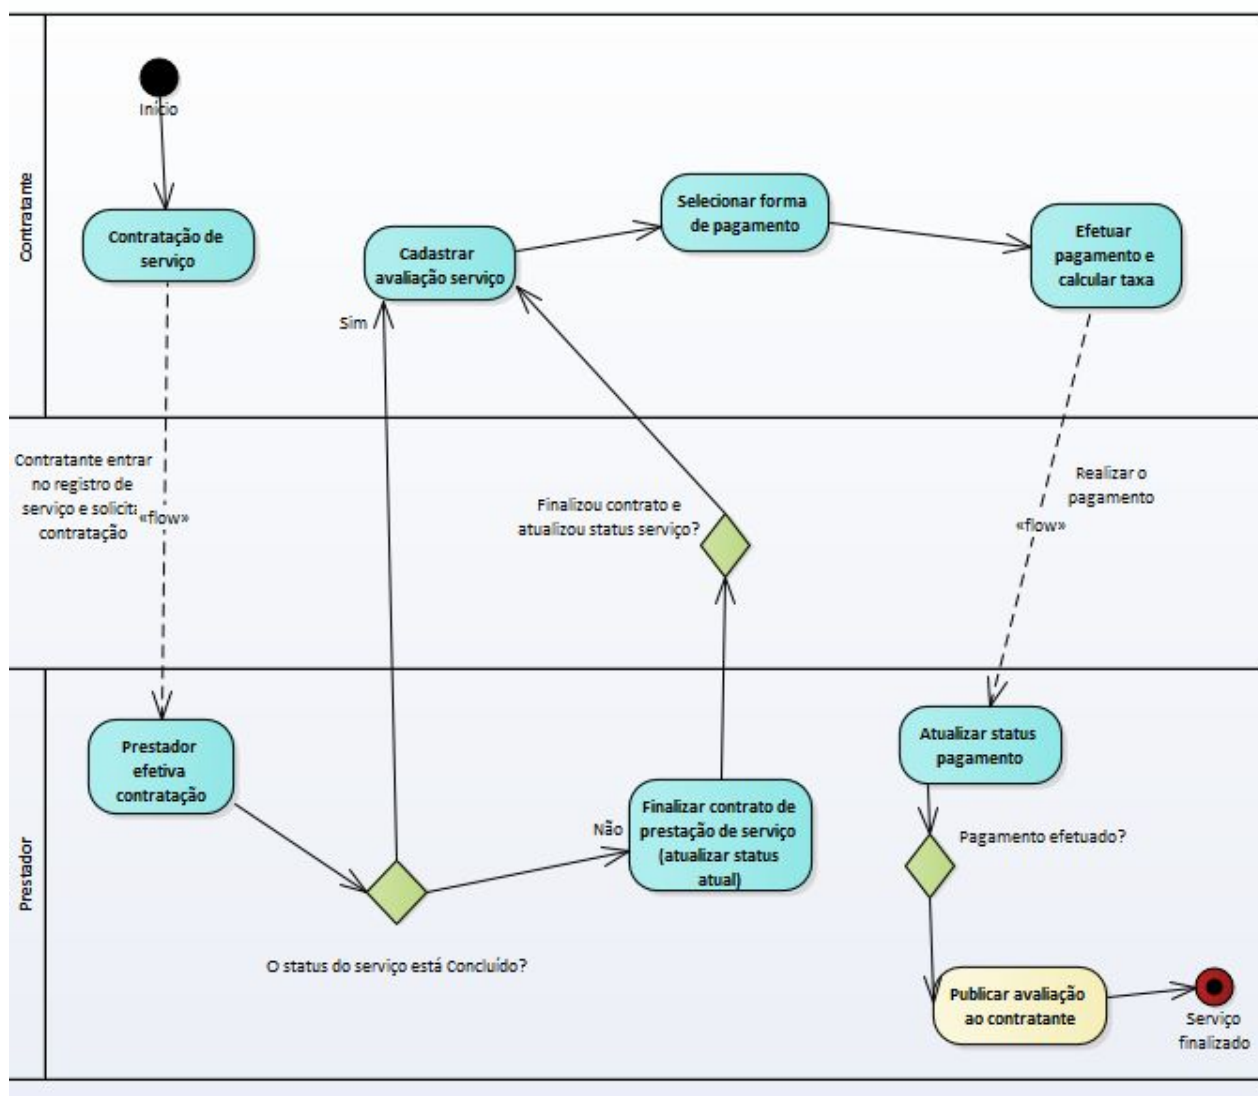 Início
Contratante
Contratação de
serviço
Cadastrar
avaliação serviço
Selecionar forma
de pagamento
Efetuar
pagamento e
calcular taxa
Sim
Contratante entrar
no registro de
serviço e solicita
contratação
«flow»
Finalizou contrato e
atualizou status serviço?
Realizar o
pagamento
«flow»
Prestador
Prestador
efetiva
contratação
O status do serviço está Concluído?
Não
Finalizar contrato de
prestação de serviço
(atualizar status
atual)
Atualizar status
pagamento
Pagamento efetuado?
Publicar avaliação
ao contratante
Serviço
finalizado